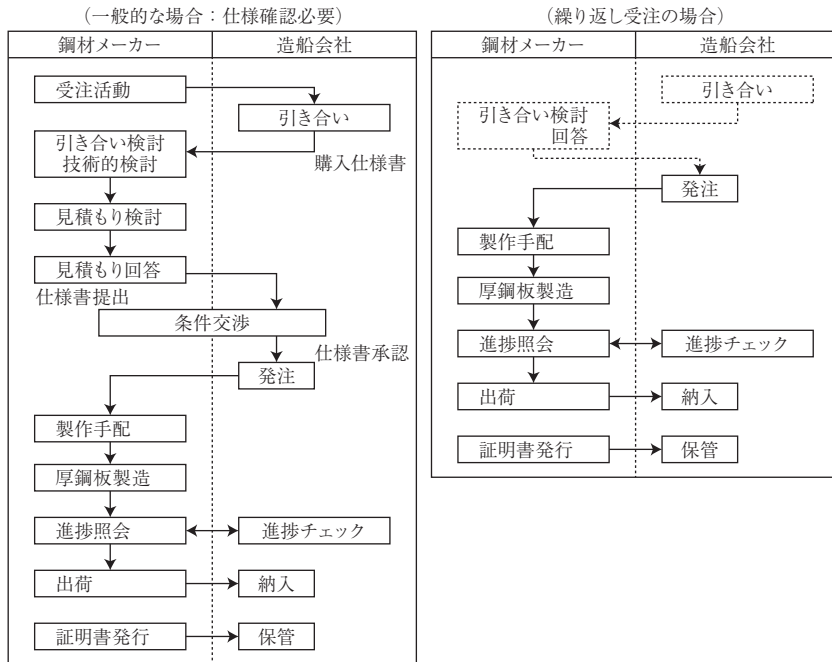 （一般的な場合：仕様確認必要）
鋼材メーカー
造船会社
受注活動
引き合い
引き合い検討
技術的検討
購入仕様書
見積もり検討
見積もり回答
仕様書提出
条件交渉
仕様書承認
発注
製作手配
厚鋼板製造
進捗照会
進捗チェック
出荷
納入
証明書発行
保管
（繰り返し受注の場合）
鋼材メーカー
造船会社
引き合い
引き合い検討
回答
発注
製作手配
厚鋼板製造
進捗照会
進捗チェック
出荷
納入
証明書発行
保管